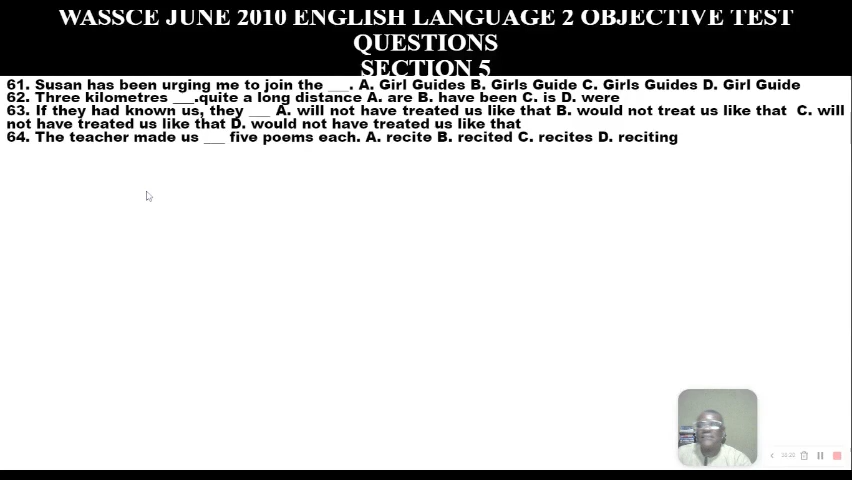 WASSCE JUNE 2010 ENGLISH LANGUAGE 2 OBJECTIVE TEST
QUESTIONS
SECTION 5
61. Susan has been urging me to join the ___. A. Girl Guides B. Girls Guide C. Girls Guides D. Girl Guide
62. Three kilometres ___.quite a long distance A. are B. have been C. is D. were
63. If they had known us, they ___ A. will not have treated us like that B. would not treat us like that C. will
not have treated us like that D. would not have treated us like that
64. The teacher made us ___ five poems each. A. recite B. recited C. recites D. reciting